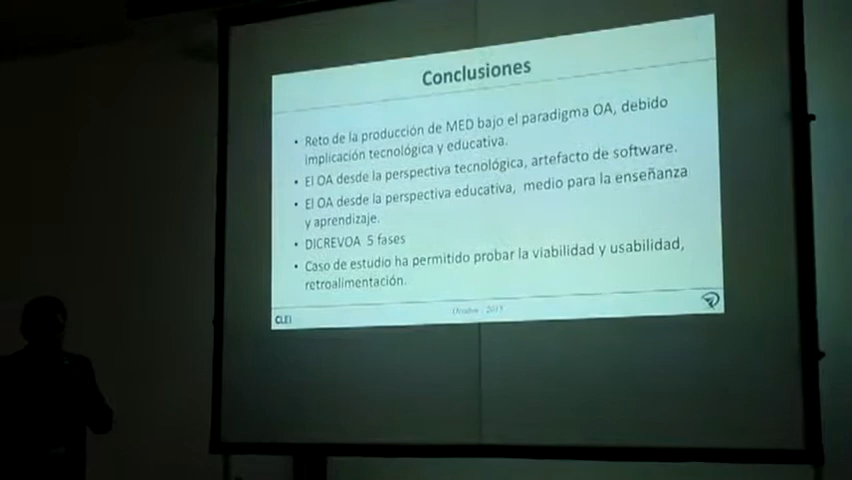 Conclusiones
• Reto de la producción de MED bajo el paradigma OA, debido
implicación tecnológica y educativa.
• El OA desde la perspectiva tecnológica, artefacto de software.
• El OA desde la perspectiva educativa, medio para la enseñanza
y aprendizaje.
• DICREVOA 5 fases
• Caso de estudio ha permitido probar la viabilidad y usabilidad,
retroalimentación.
CLEI